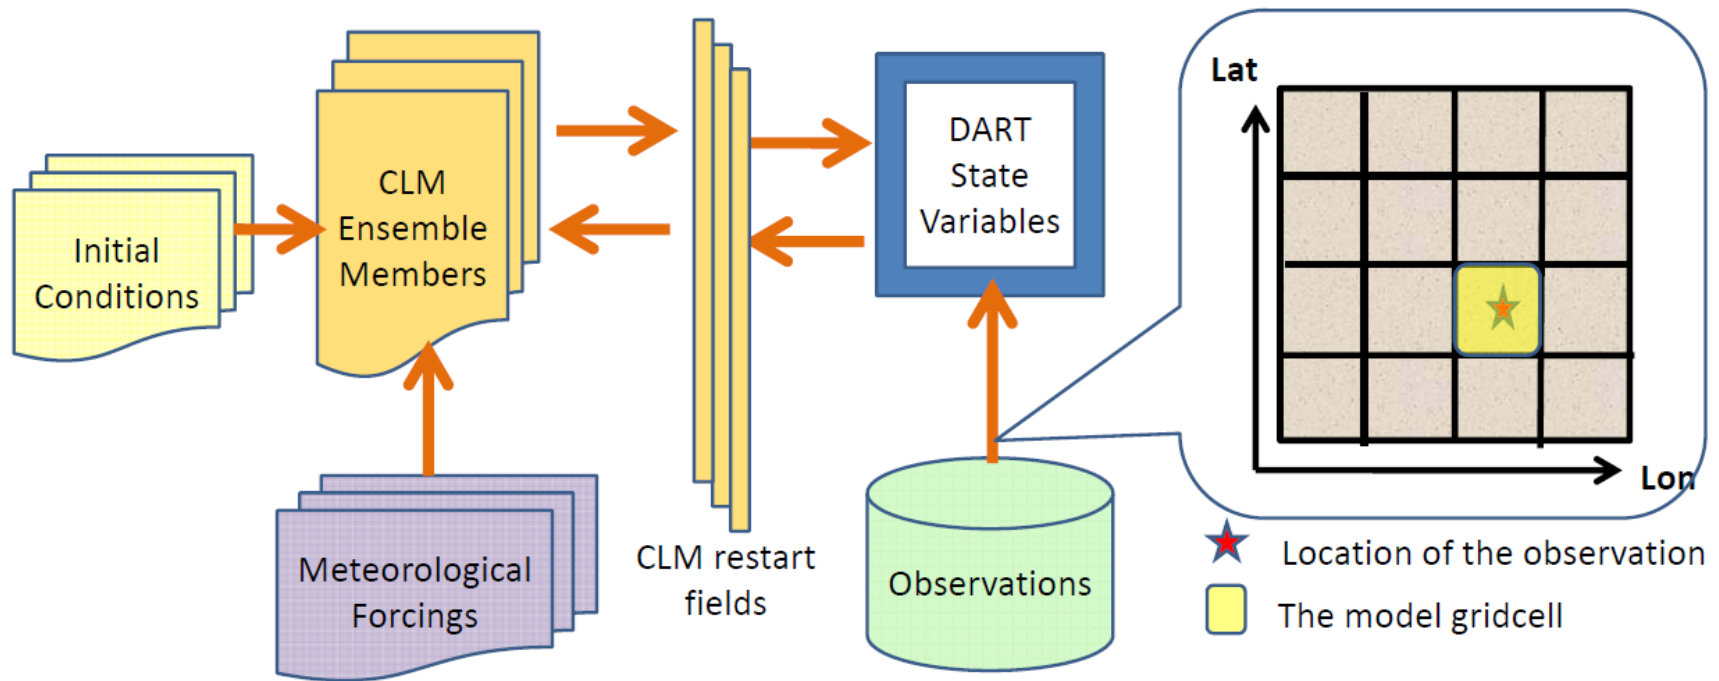 Initial
Conditions
CLM
Ensemble
Members
Meteorological
Forcings
CLM restart
fields
DART
State
Variables
Observations
Lat
Lon
Location of the observation
The model gridcell